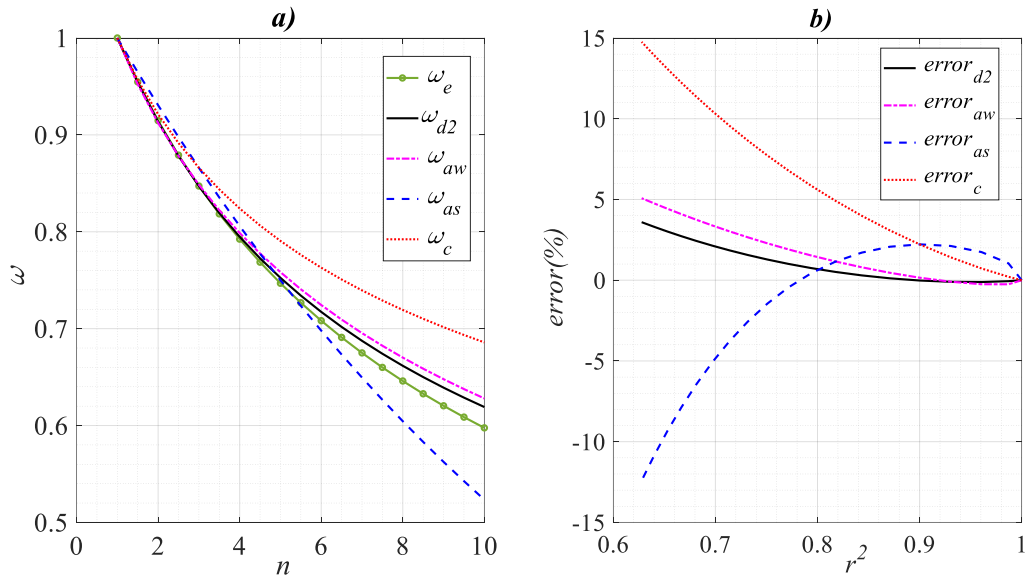 a)
1
0.9
0.8
0.7
0.6
0.5
ω
0 2 4 6 8 10
n
ω_e
ω_d2
ω_aw
ω_as
ω_c
b)
15
10
5
0
-5
-10
-15
error(%)
0.6 0.7 0.8 0.9 1
r^2
error_d2
error_aw
error_as
error_c